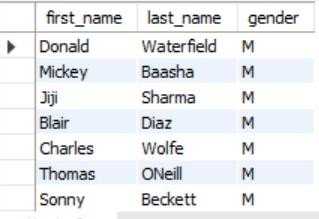 first_name last_name gender
Donald Waterfield M
Mickey Baasha M
Jiji Sharma M
Blair Diaz M
Charles Wolfe M
Thomas ONeill M
Sonny Beckett M